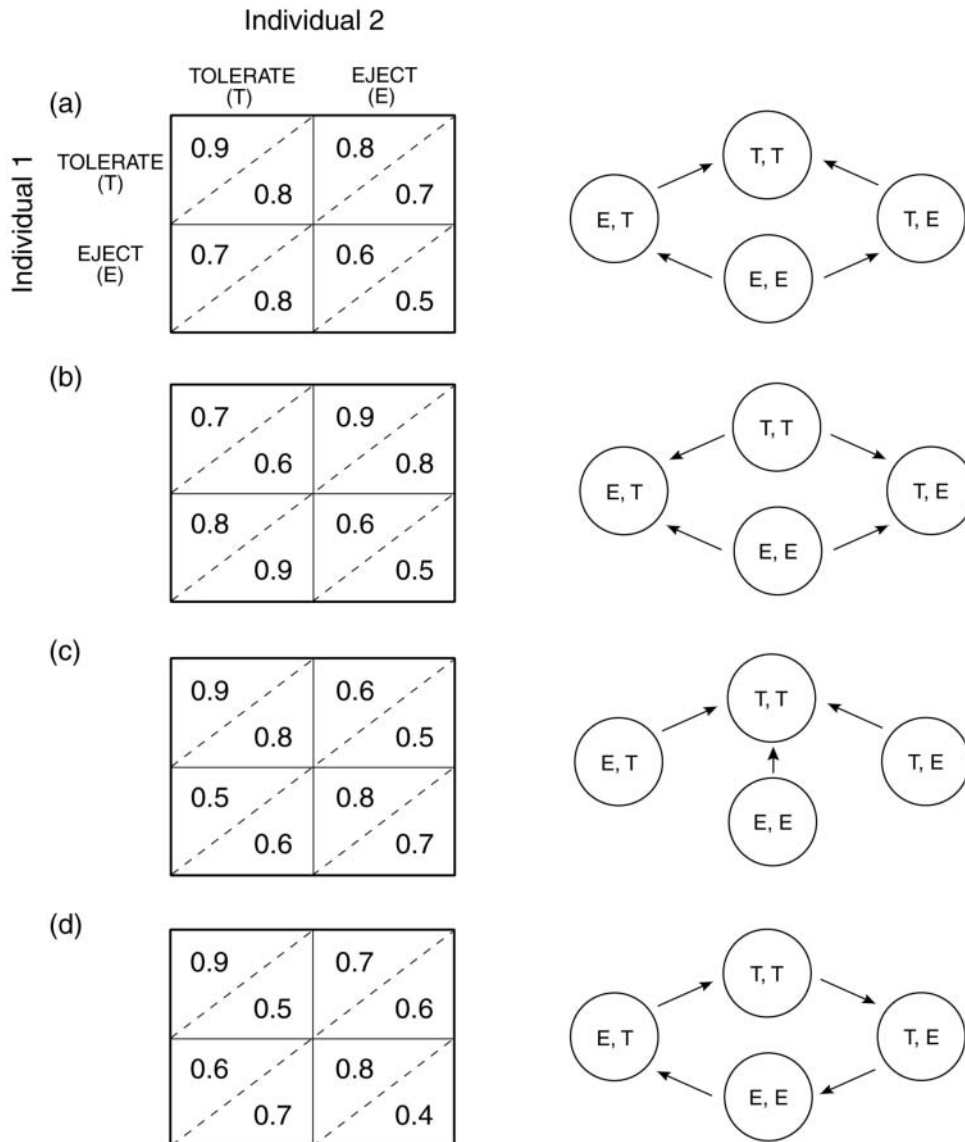 Individual 2
TOLERATE
(T)
EJECT
(E)
Individual 1
(a)
TOLERATE
(T)
0.9
0.8
0.8
0.7
EJECT
(E)
0.7
0.8
0.6
0.5
T, T
E, T
T, E
E, E
(b)
0.7
0.6
0.9
0.8
0.8
0.9
0.6
0.5
T, T
E, T
T, E
E, E
(c)
0.9
0.8
0.6
0.5
0.5
0.6
0.8
0.7
T, T
E, T
T, E
E, E
(d)
0.9
0.5
0.7
0.6
0.6
0.7
0.8
0.4
T, T
E, T
T, E
E, E